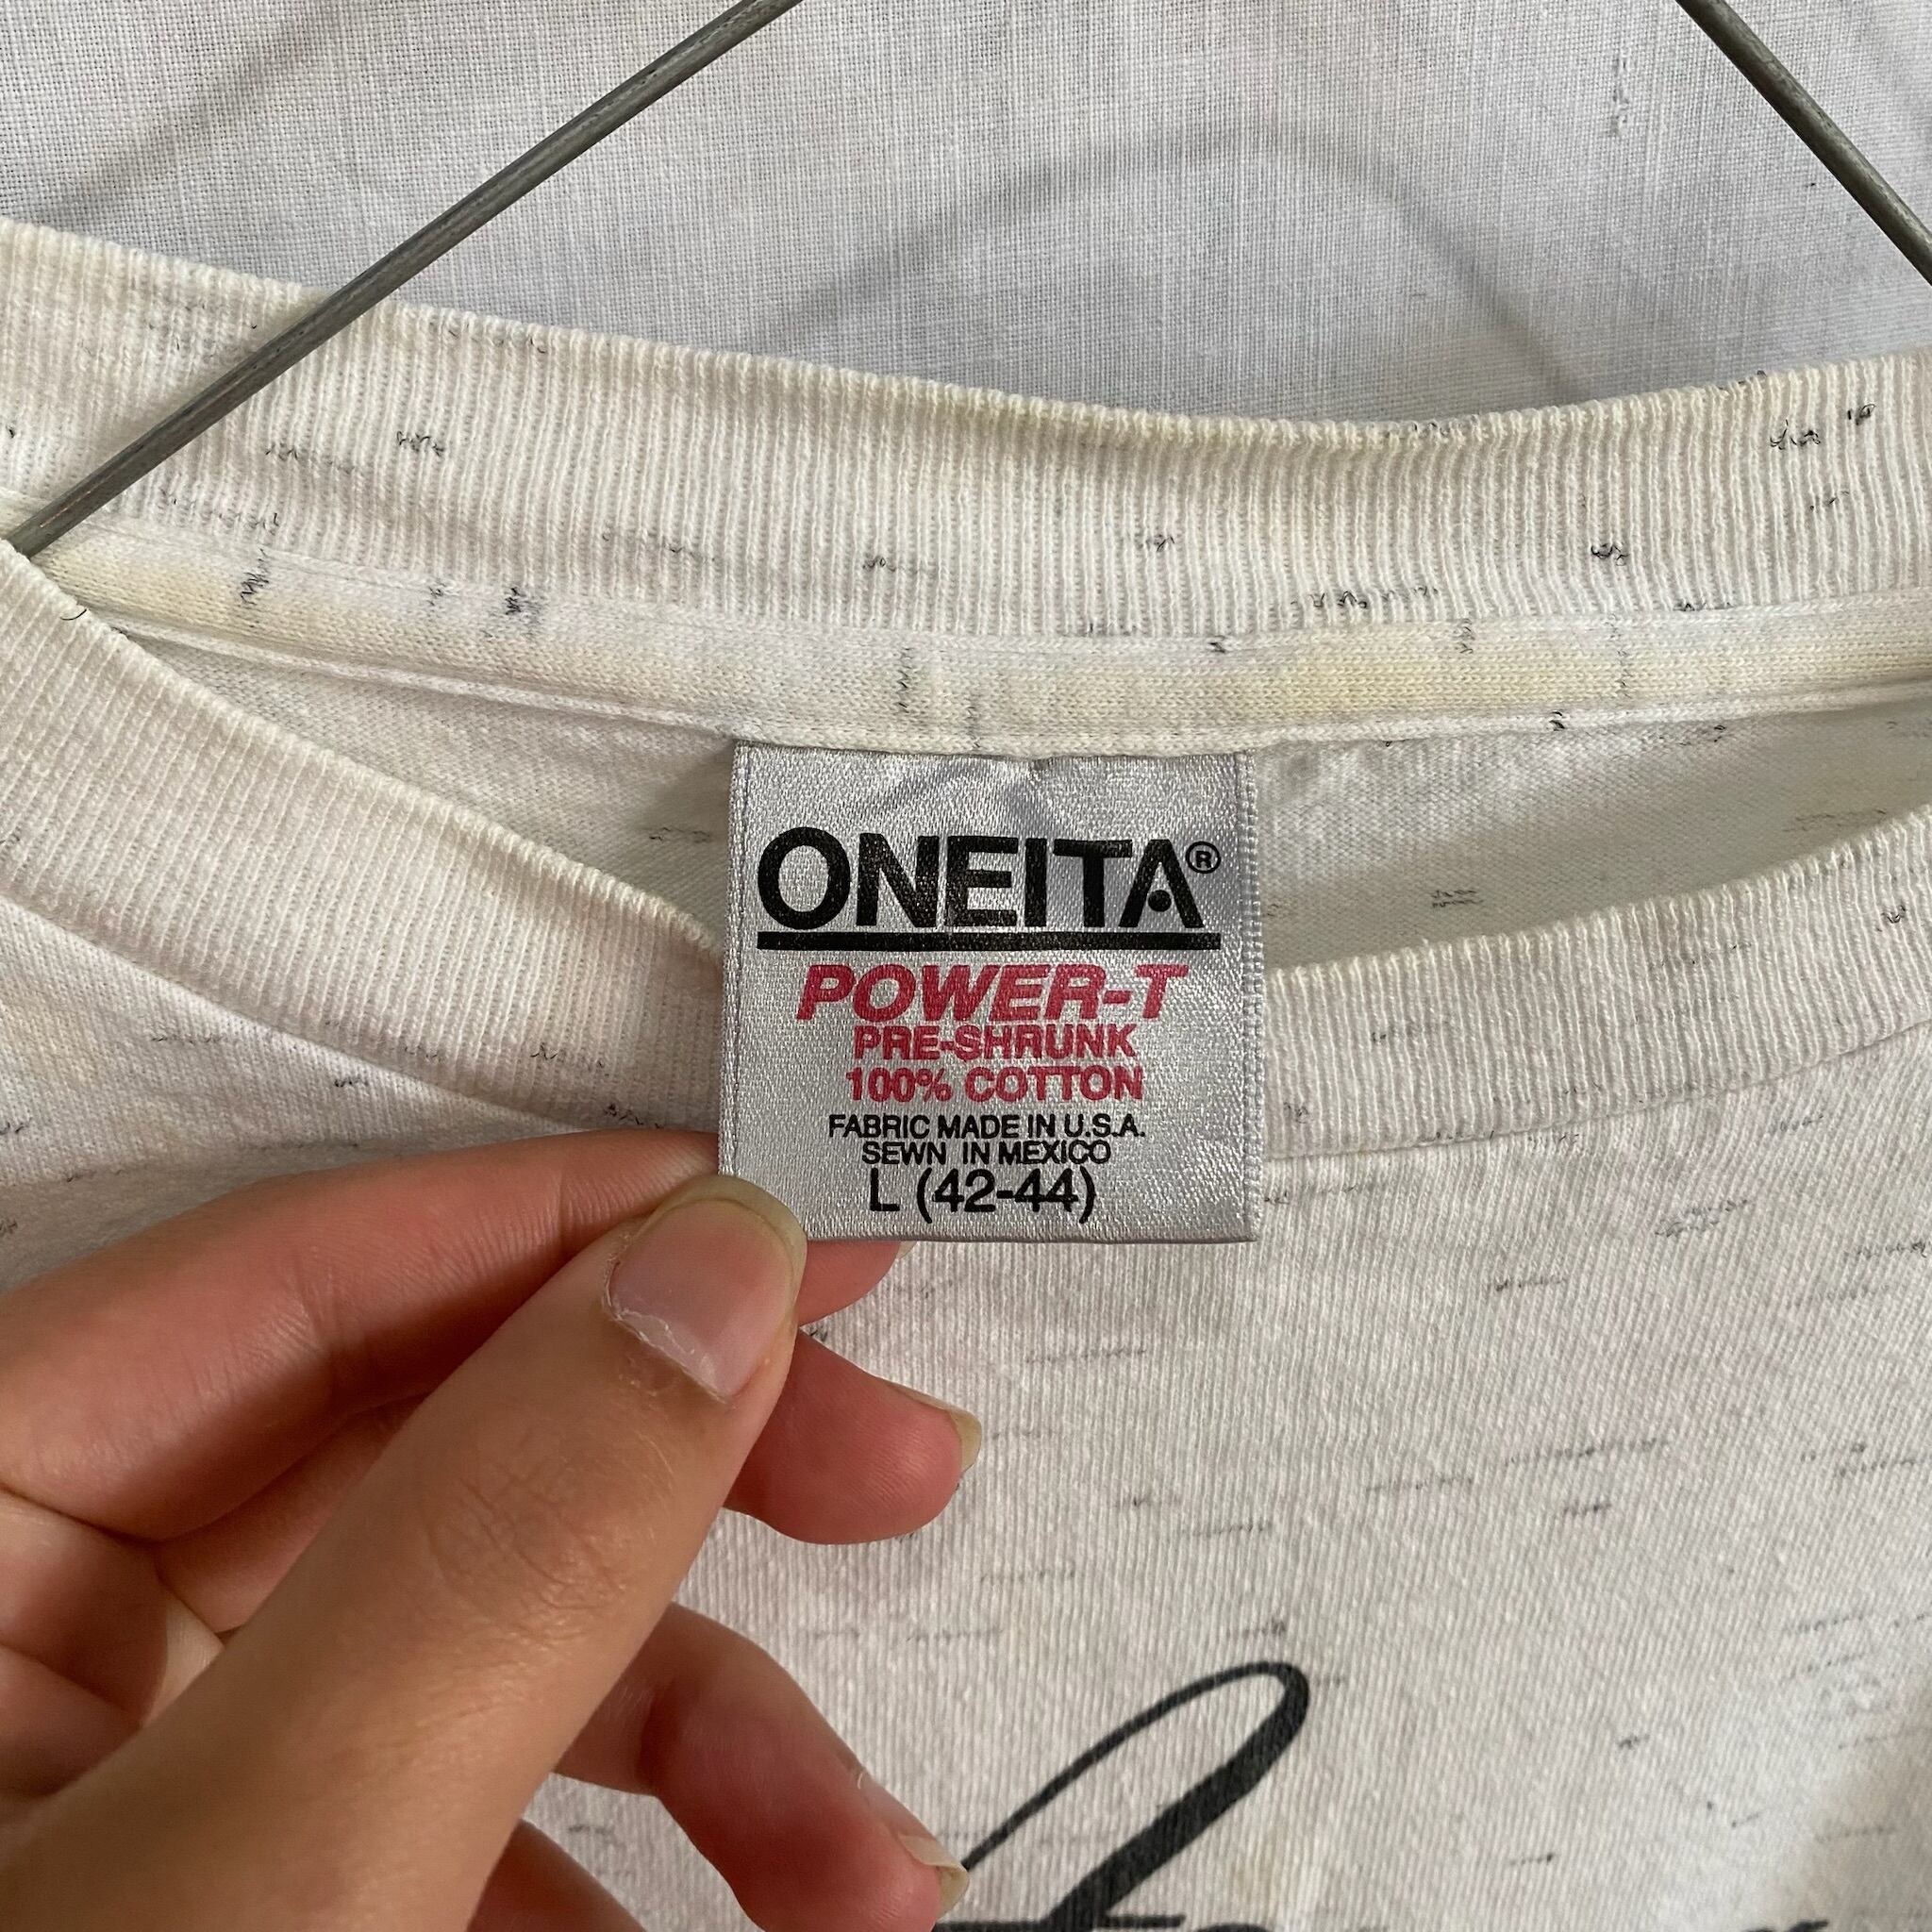 ONEITA®
POWER-T
PRE-SHRUNK
100% COTTON
FABRIC MADE IN U.S.A.
SEWN IN MEXICO
L (42-44)